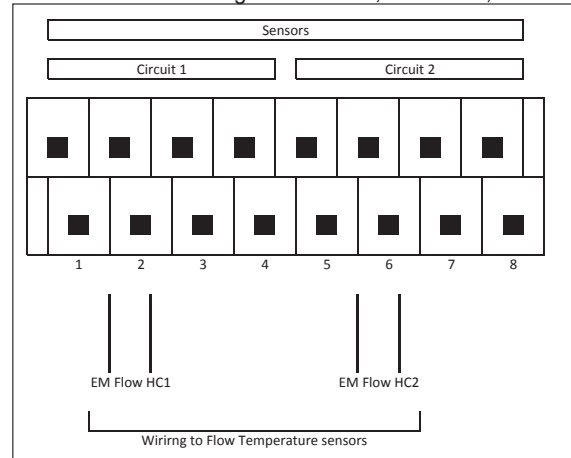 Sensors
Circuit 1 Circuit 2
1 2 3 4 5 6 7 8
EM Flow HC1 EM Flow HC2
Wirirng to Flow Temperature sensors